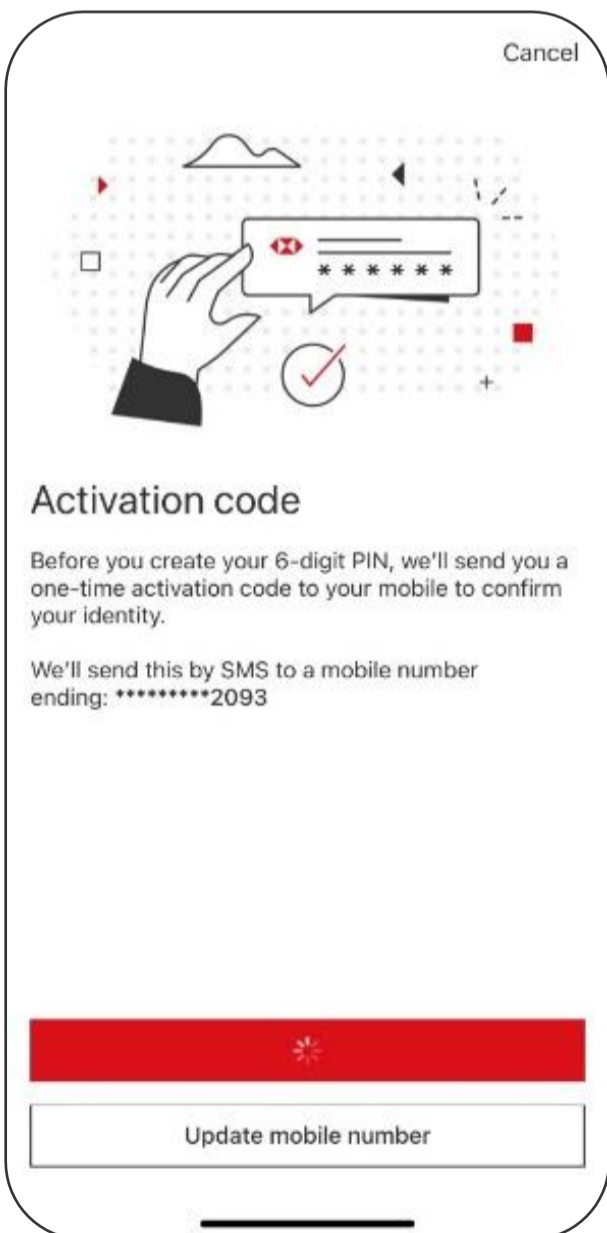 Cancel
* * * * * *
Activation code
Before you create your 6-digit PIN, we'll send you a
one-time activation code to your mobile to confirm
your identity.
We'll send this by SMS to a mobile number
ending: *********2093
Update mobile number